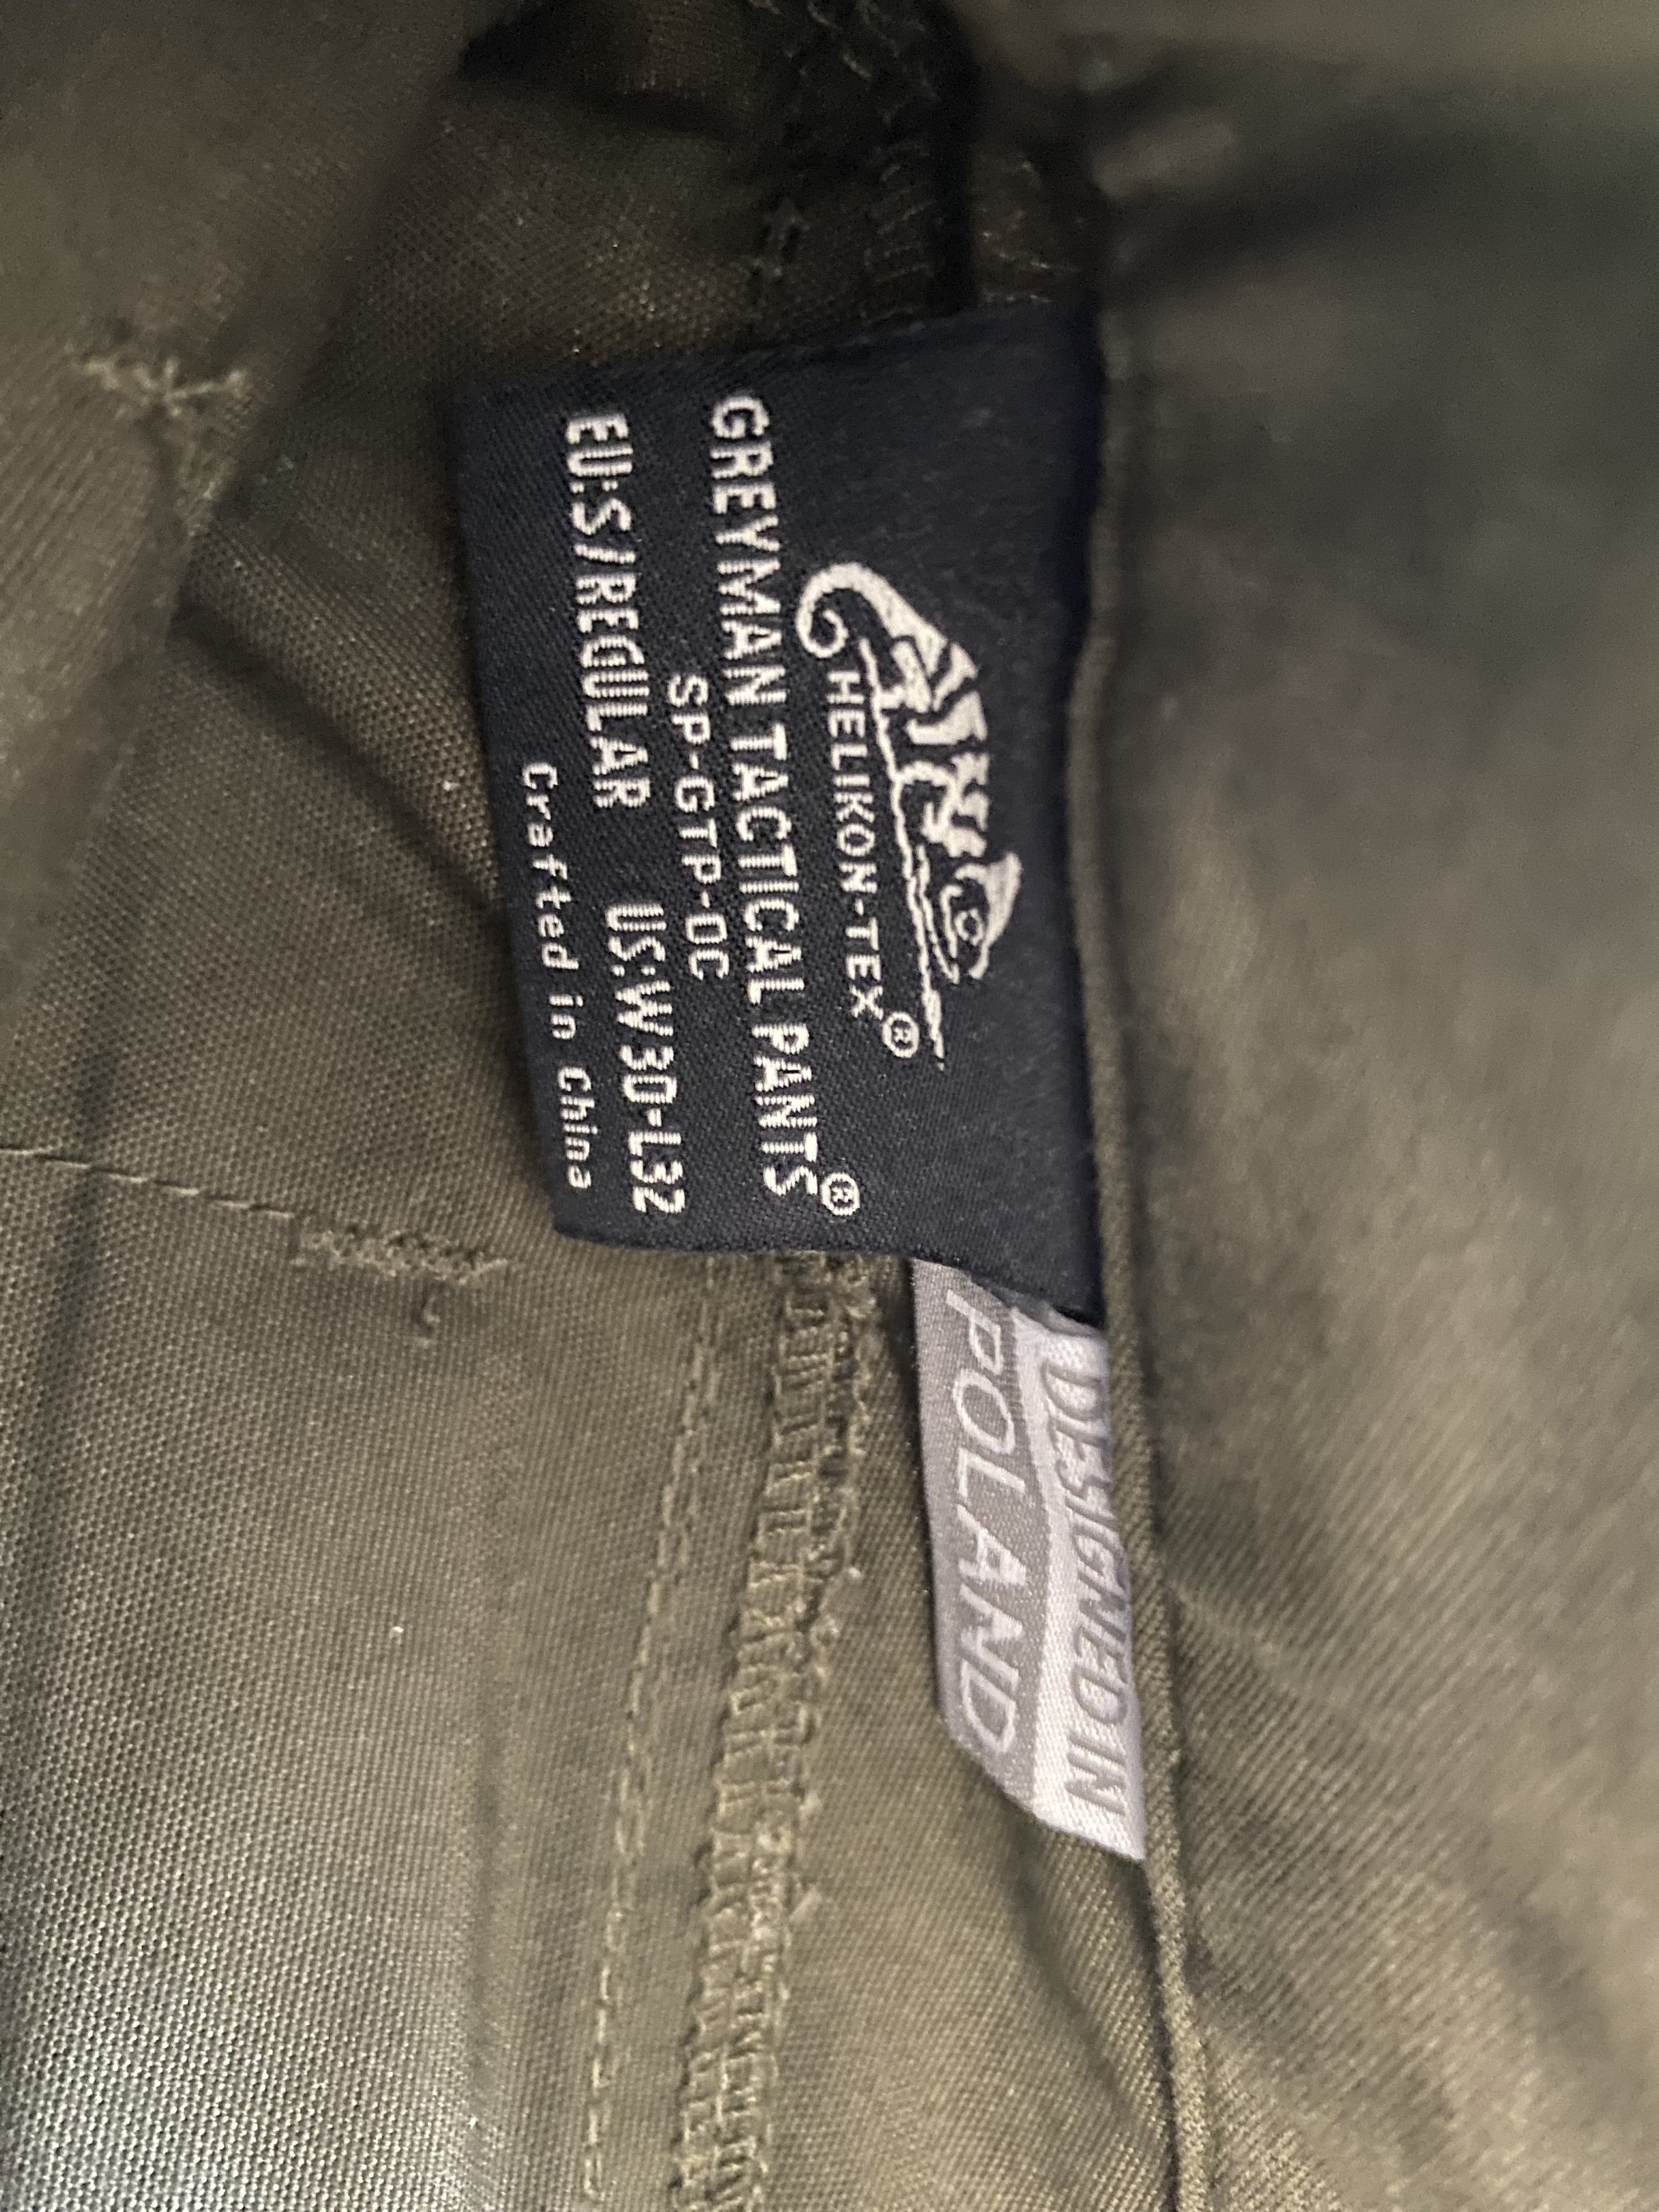 HELIKON-TEX®
GREYMAN TACTICAL PANTS®
SP-GTP-DC
EU:S/REGULAR US:W30-L32
Crafted in China
DESIGNED IN
POLAND